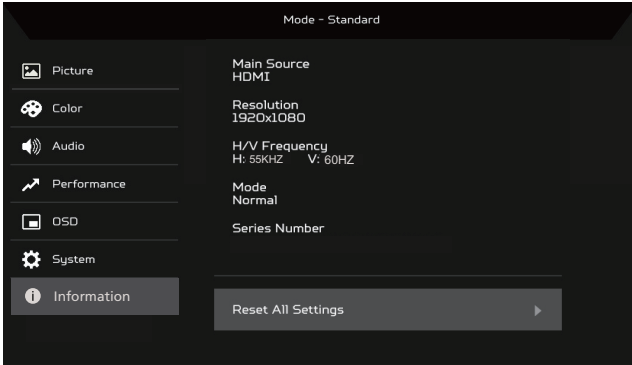 Mode - Standard
Picture
Color
Audio
Performance
OSD
System
Information
Main Source
HDMI
Resolution
1920x1080
H/V Frequency
H: 55KHZ V: 60HZ
Mode
Normal
Series Number
Reset All Settings